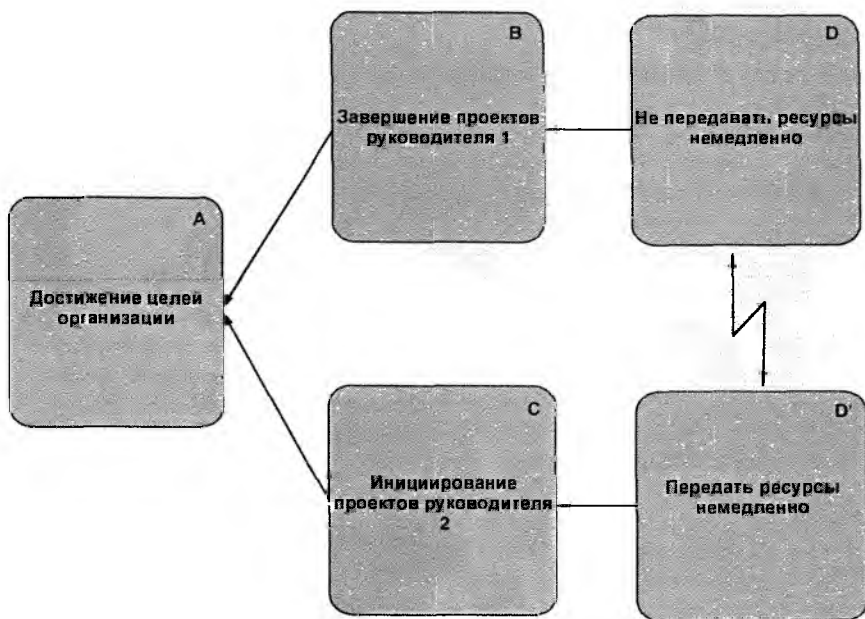 B
Завершение проектов
руководителя 1
D
Не передавать ресурсы
немедленно
A
Достижение целей
организации
C
Инициирование
проектов руководителя
2
D'
Передать ресурсы
немедленно